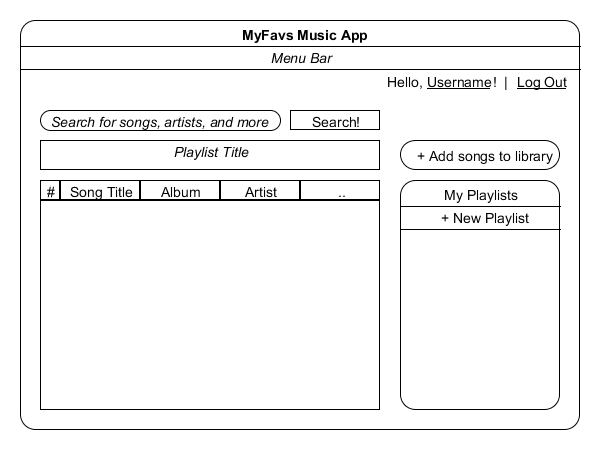 MyFavs Music App
Menu Bar
Hello, Username! | Log Out
Search for songs, artists, and more
Search!
Playlist Title
+ Add songs to library
# Song Title Album Artist ..
My Playlists
+ New Playlist